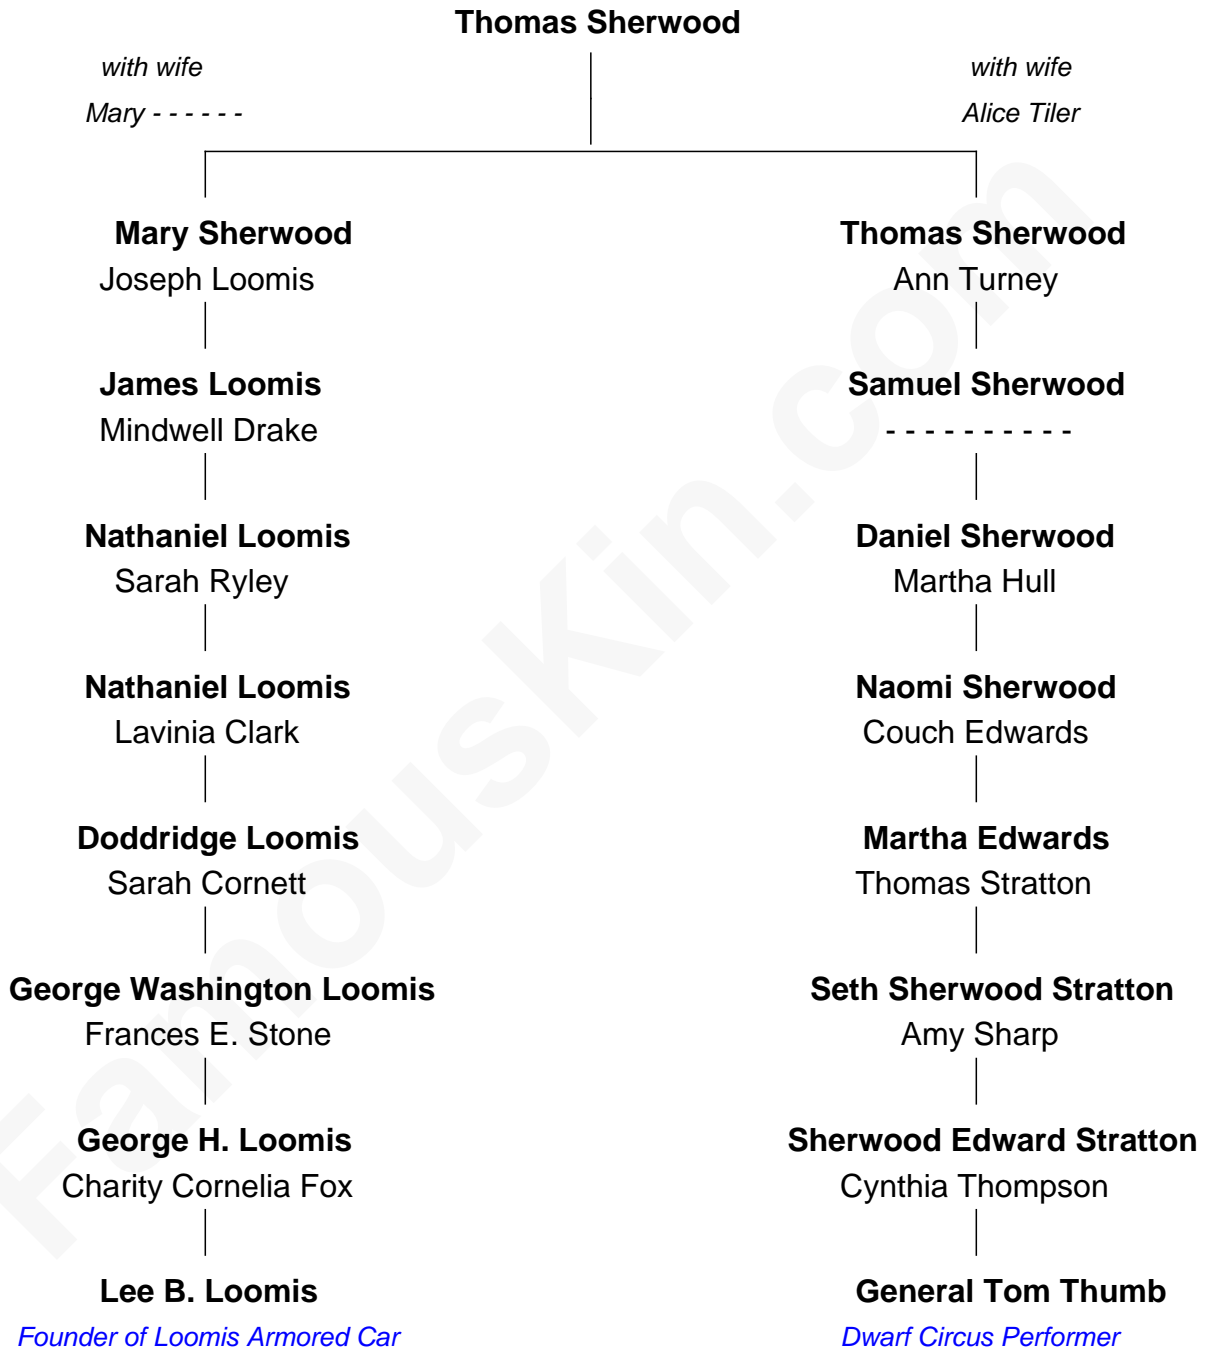 Thomas Sherwood
with wife
Mary - - - - - -
with wife
Alice Tiler
Mary Sherwood
Joseph Loomis
Thomas Sherwood
Ann Turney
James Loomis
Mindwell Drake
Samuel Sherwood
- - - - - - - - - -
Nathaniel Loomis
Sarah Ryley
Daniel Sherwood
Martha Hull
Nathaniel Loomis
Lavinia Clark
Naomi Sherwood
Couch Edwards
Doddridge Loomis
Sarah Cornett
Martha Edwards
Thomas Stratton
George Washington Loomis
Frances E. Stone
Seth Sherwood Stratton
Amy Sharp
George H. Loomis
Charity Cornelia Fox
Sherwood Edward Stratton
Cynthia Thompson
Lee B. Loomis
Founder of Loomis Armored Car
General Tom Thumb
Dwarf Circus Performer
FamousKin.com